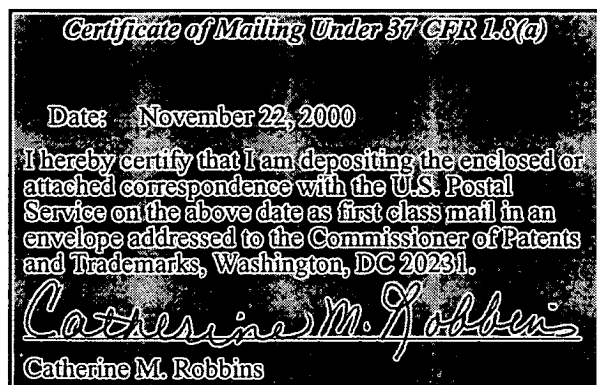 Certificate of Mailing Under 37 CFR 1.8(a)
Date: November 22, 2000
I hereby certify that I am depositing the enclosed or
attached correspondence with the U.S. Postal
Service on the above date as first class mail in an
envelope addressed to the Commissioner of Patents
and Trademarks, Washington, DC 20231.
Catherine M. Robbins
Catherine M. Robbins